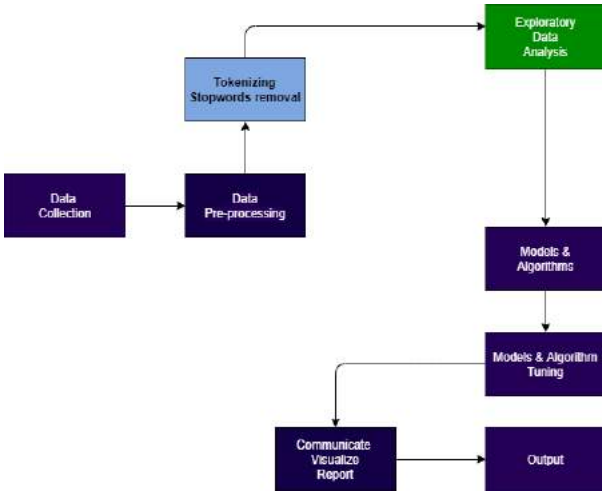 Exploratory
Data
Analysis
Tokenizing
Stopwords removal
Data
Collection
Data
Pre-processing
Models &
Algorithms
Models & Algorithm
Tuning
Communicate
Visualize
Report
Output